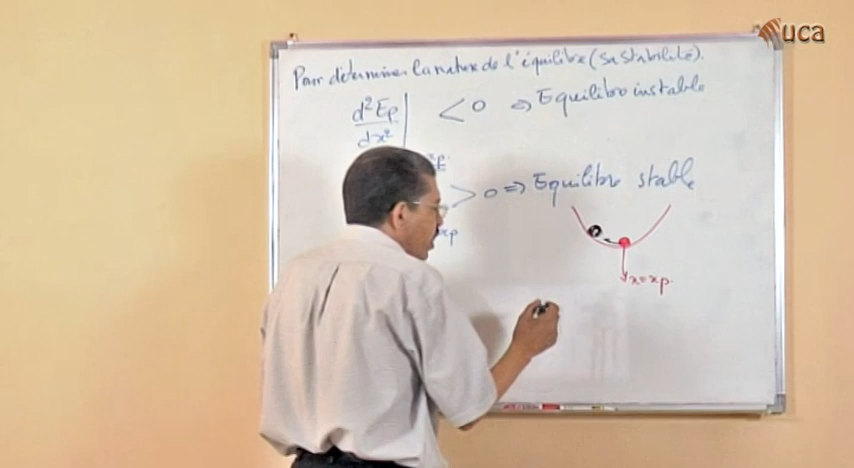 uca
Pour déterminer la nature de l'équilibre (sa stabilité).
d²Ep
dx²
< 0 ⇒ Equilibre instable
> 0 ⇒ Equilibre stable
x = xp